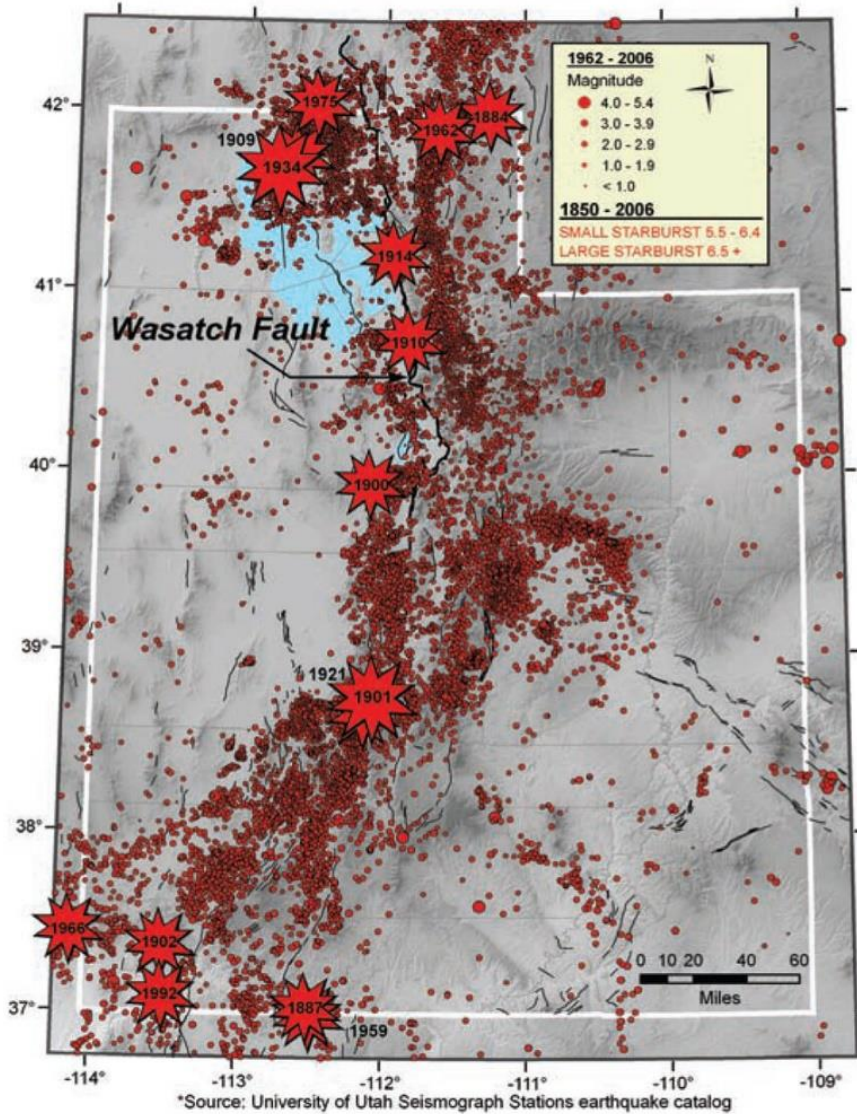 1962 - 2006
Magnitude
4.0 - 5.4
3.0 - 3.9
2.0 - 2.9
1.0 - 1.9
< 1.0
1850 - 2006
SMALL STARBURST 5.5 - 6.4
LARGE STARBURST 6.5 +
N
42°
41°
40°
39°
38°
37°
1975
1962
1884
1909
1934
1914
Wasatch Fault
1910
1900
1921
1901
1966
1902
1992
1887
1959
0 10 20 40 60
Miles
-114°
-113°
-112°
-111°
-110°
-109°
*Source: University of Utah Seismograph Stations earthquake catalog